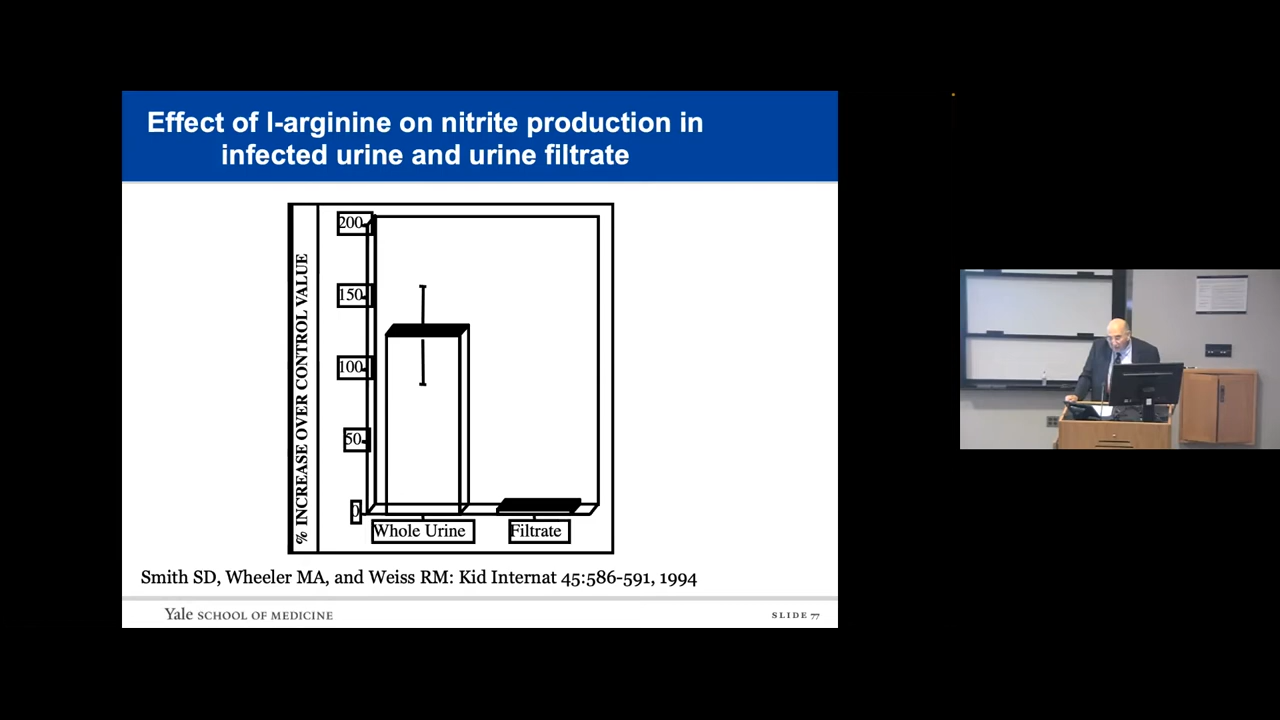 Effect of l-arginine on nitrite production in
infected urine and urine filtrate
% INCREASE OVER CONTROL VALUE
200
150
100
50
0
Whole Urine
Filtrate
Smith SD, Wheeler MA, and Weiss RM: Kid Internat 45:586-591, 1994
Yale SCHOOL OF MEDICINE
SLIDE 77